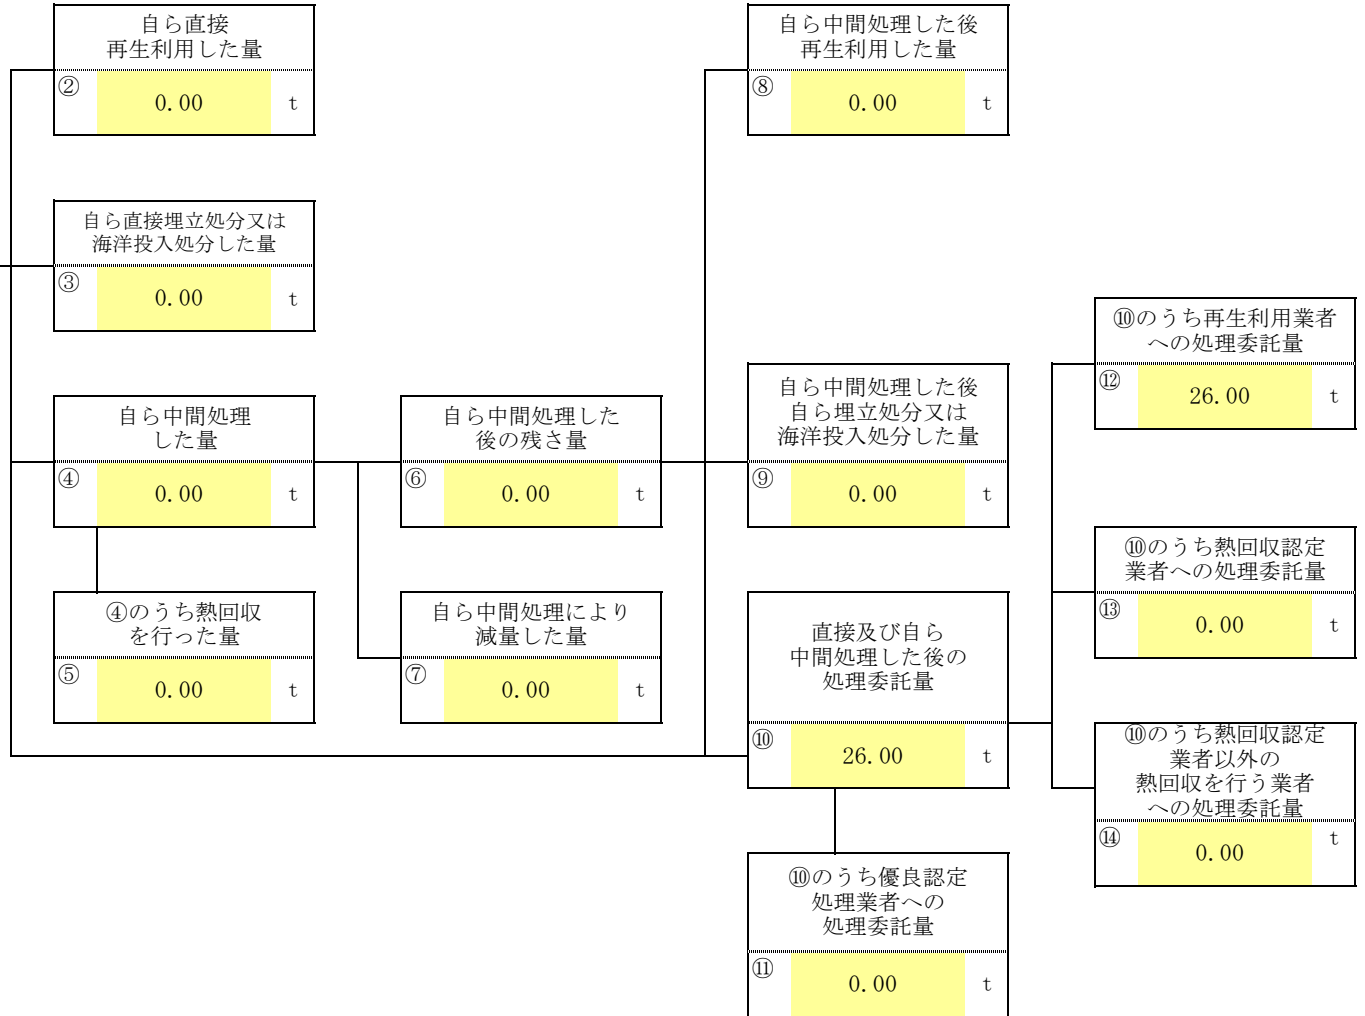 自ら直接
再生利用した量
②
0.00
t
自ら中間処理した後
再生利用した量
⑧
0.00
t
自ら直接埋立処分又は
海洋投入処分した量
③
0.00
t
⑩のうち再生利用業者
への処理委託量
⑫
26.00
t
自ら中間処理
した量
④
0.00
t
自ら中間処理した
後の残さ量
⑥
0.00
t
自ら中間処理した後
自ら埋立処分又は
海洋投入処分した量
⑨
0.00
t
⑩のうち熱回収認定
業者への処理委託量
⑬
0.00
t
④のうち熱回収
を行った量
⑤
0.00
t
自ら中間処理により
減量した量
⑦
0.00
t
直接及び自ら
中間処理した後の
処理委託量
⑩
26.00
t
⑩のうち熱回収認定
業者以外の
熱回収を行う業者
への処理委託量
⑭
0.00
t
⑩のうち優良認定
処理業者への
処理委託量
⑪
0.00
t